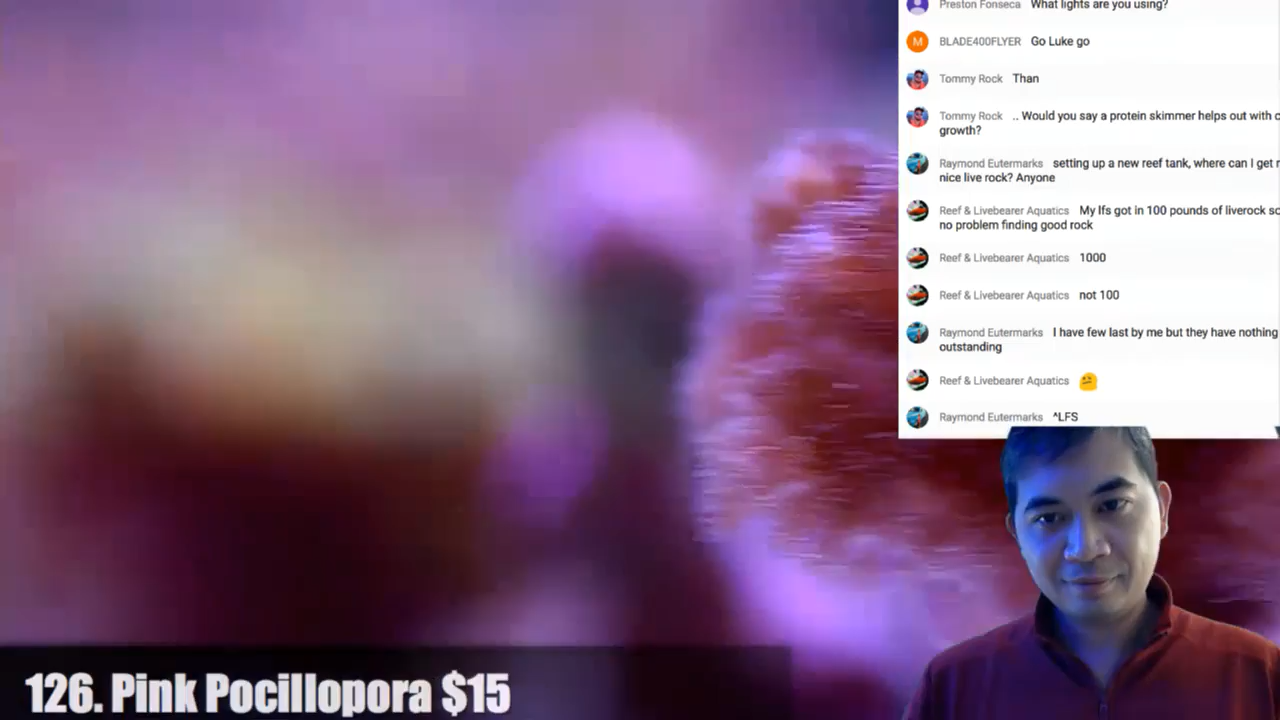 Preston Fonseca What lights are you using?
M BLADE400FLYER Go Luke go
Tommy Rock Than
Tommy Rock .. Would you say a protein skimmer helps out with
growth?
Raymond Eutermarks setting up a new reef tank, where can I get
nice live rock? Anyone
Reef & Livebearer Aquatics My lfs got in 100 pounds of liverock
no problem finding good rock
Reef & Livebearer Aquatics 1000
Reef & Livebearer Aquatics not 100
Raymond Eutermarks I have few last by me but they have nothing
outstanding
Reef & Livebearer Aquatics
Raymond Eutermarks ^LFS
126. Pink Pocillopora $15